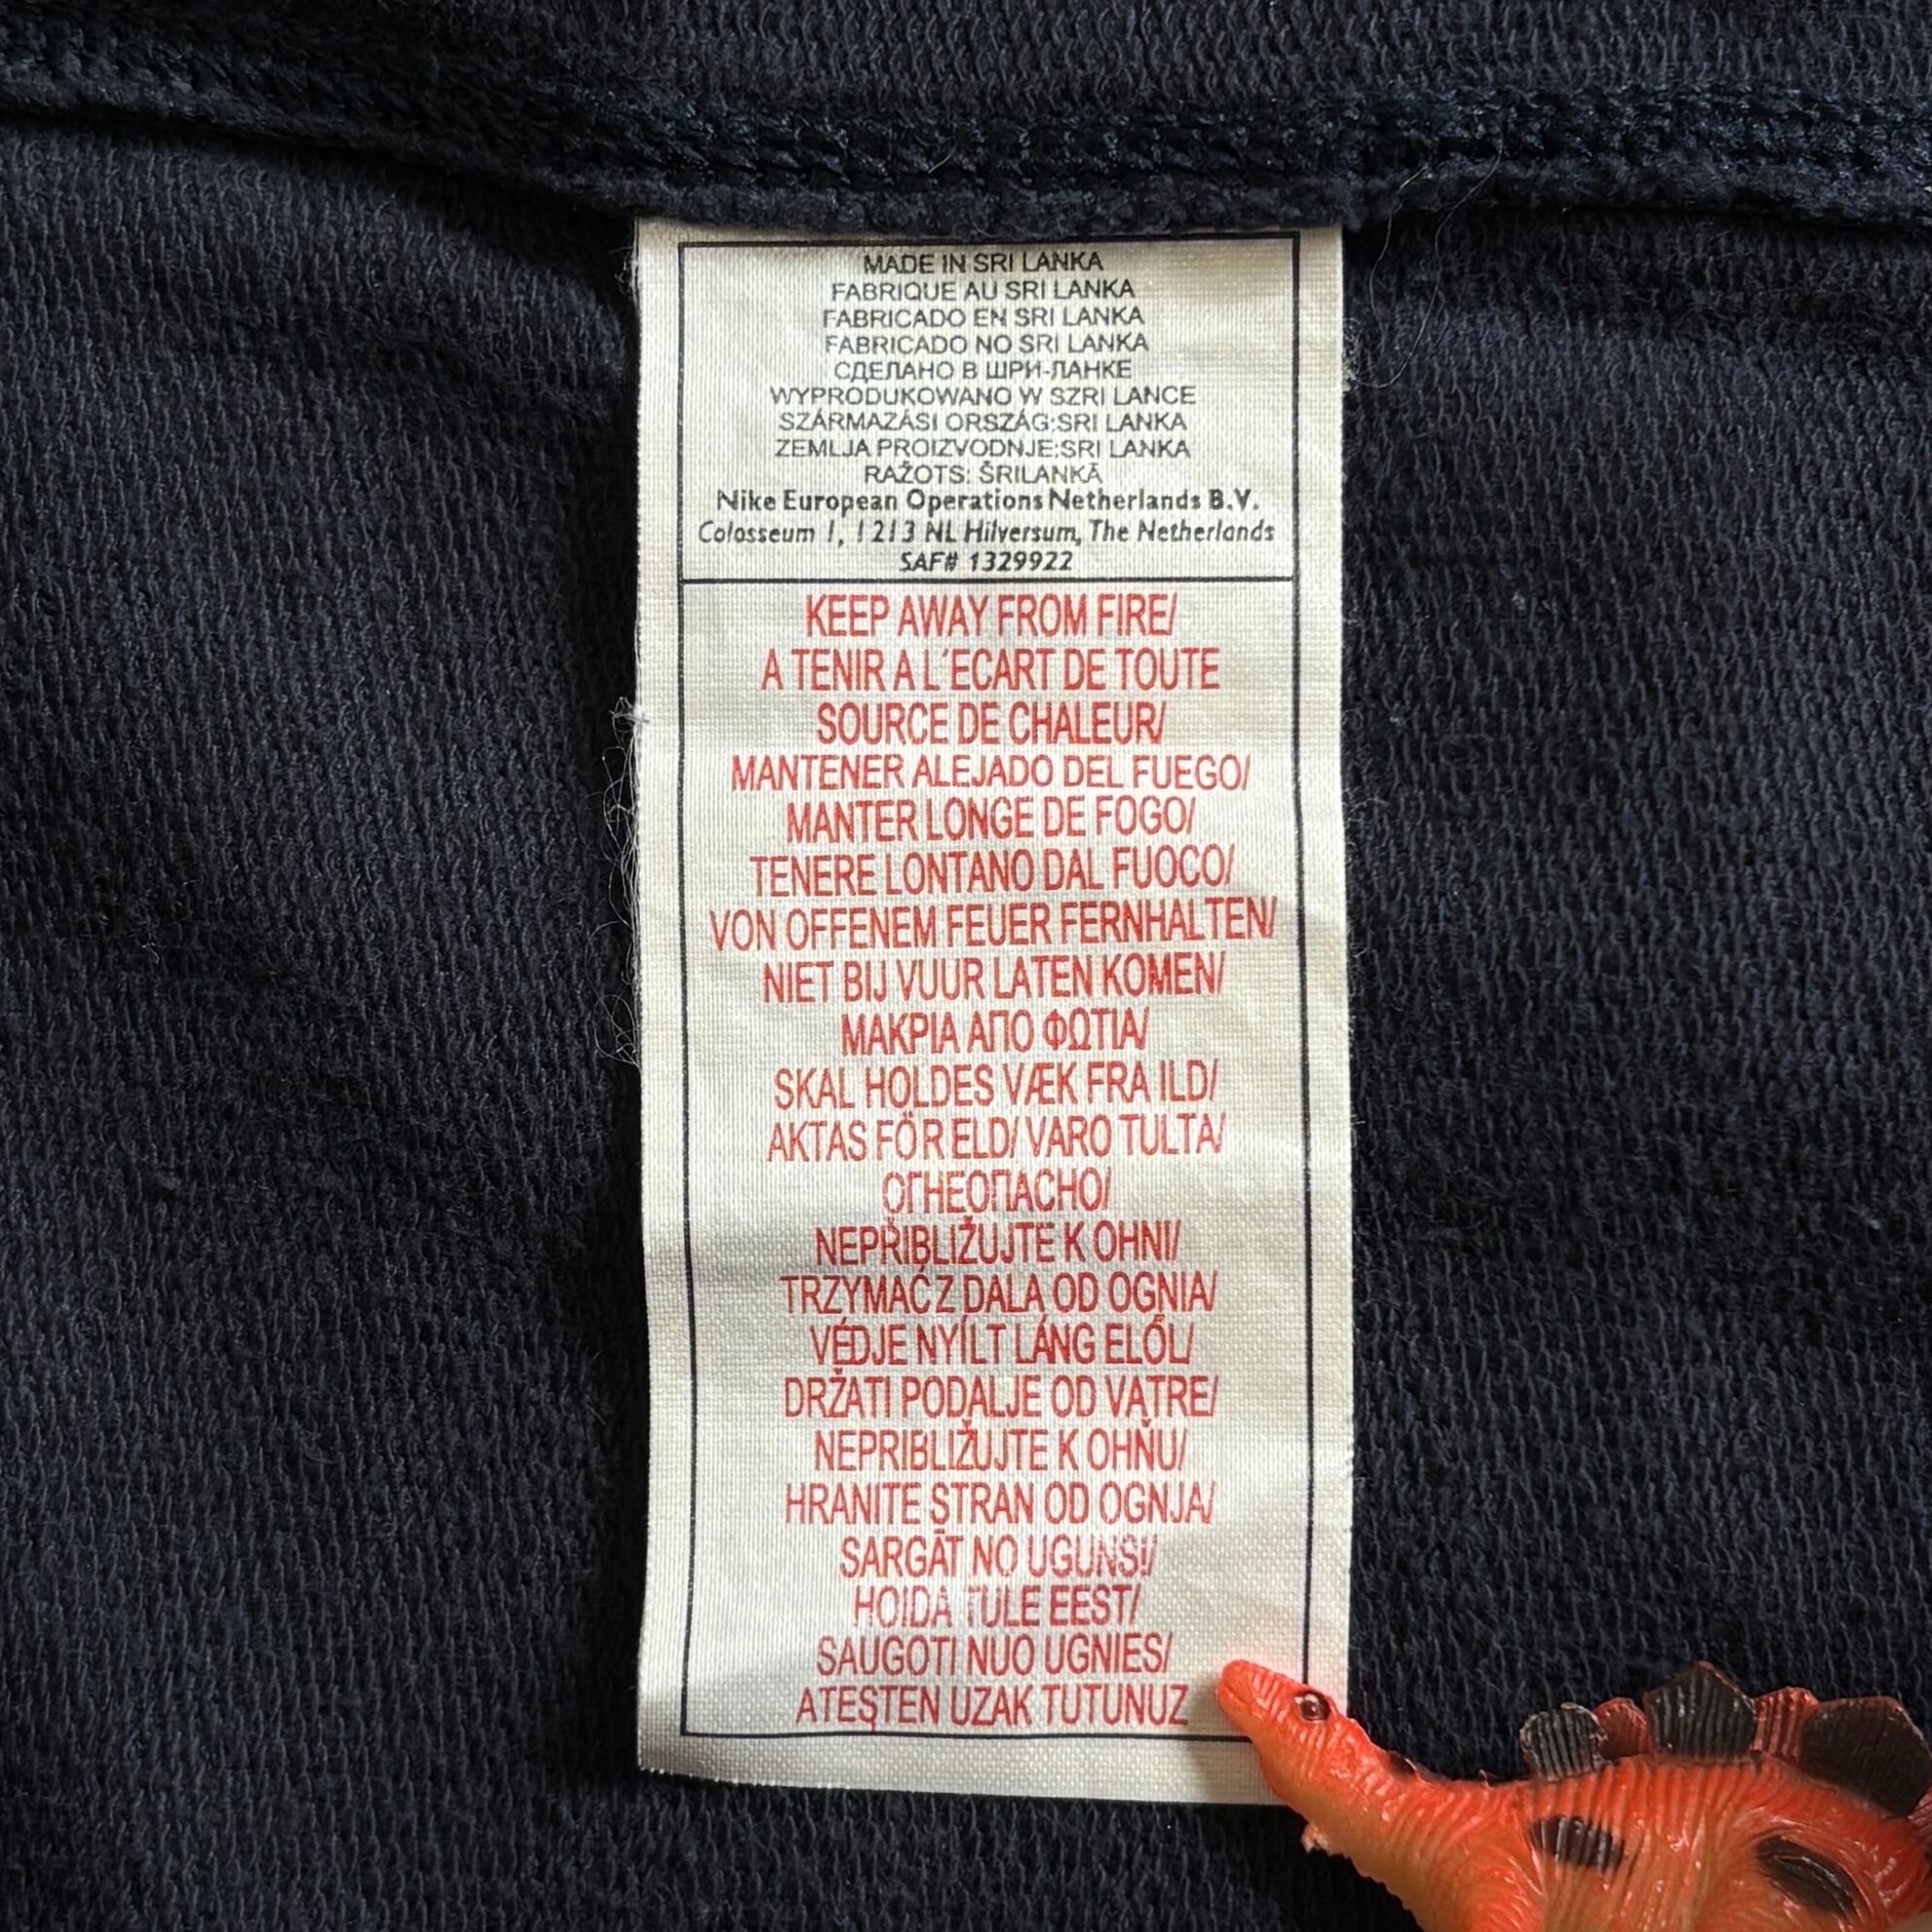 MADE IN SRI LANKA
FABRIQUE AU SRI LANKA
FABRICADO EN SRI LANKA
FABRICADO NO SRI LANKA
СДЕЛАНО В ШРИ-ЛАНКЕ
WYPRODUKOWANO W SZRI LANCE
SZÁRMAZÁSI ORSZÁG:SRI LANKA
ZEMLJA PROIZVODNJE:SRI LANKA
RAŽOTS: ŠRILANKĀ
Nike European Operations Netherlands B.V.
Colosseum 1, 1213 NL Hilversum, The Netherlands
SAF# 1329922
KEEP AWAY FROM FIRE/
A TENIR A L'ECART DE TOUTE
SOURCE DE CHALEUR/
MANTENER ALEJADO DEL FUEGO/
MANTER LONGE DE FOGO/
TENERE LONTANO DAL FUOCO/
VON OFFENEM FEUER FERNHALTEN/
NIET BIJ VUUR LATEN KOMEN/
ΜΑΚΡΙΑ ΑΠΟ ΦΩΤΙΑ/
SKAL HOLDES VÆK FRA ILD/
AKTAS FÖR ELD/ VARO TULTA/
ОГНЕОПАСНО/
NEPŘIBLIŽUJTE K OHNI/
TRZYMAĆ Z DALA OD OGNIA/
VÉDJE NYÍLT LÁNG ELŐL/
DRŽATI PODALJE OD VATRE/
NEPRIBLIŽUJTE K OHŇU/
HRANITE STRAN OD OGNJA/
SARGĀT NO UGUNS!/
HOIDA TULE EEST/
SAUGOTI NUO UGNIES/
ATEŞTEN UZAK TUTUNUZ